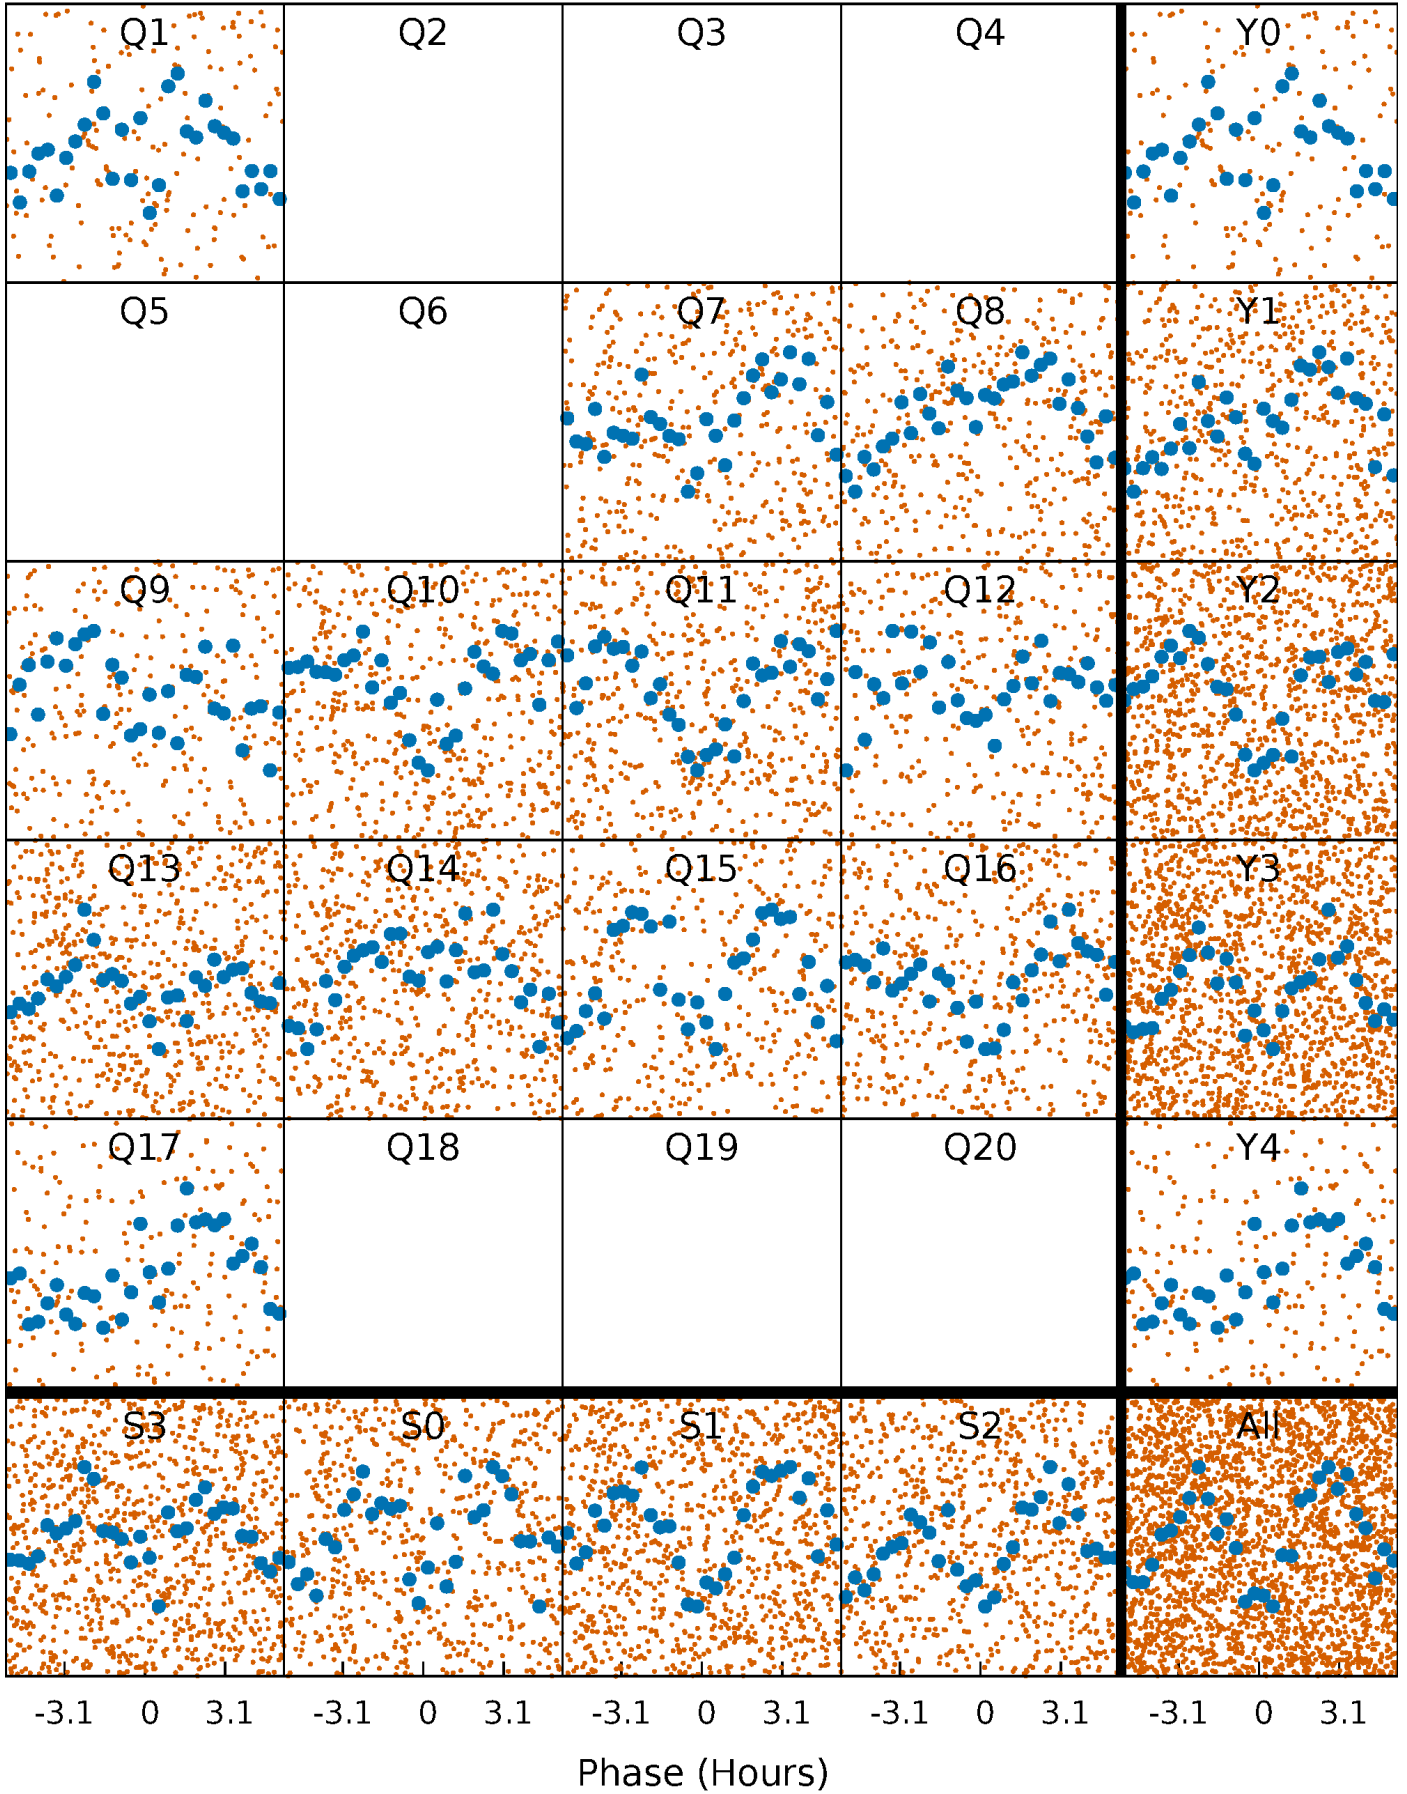 Q1 Q2 Q3 Q4 Y0
Q5 Q6 Q7 Q8 Y1
Q9 Q10 Q11 Q12 Y2
Q13 Q14 Q15 Q16 Y3
Q17 Q18 Q19 Q20 Y4
S3 S0 S1 S2 All
-3.1 0 3.1 -3.1 0 3.1 -3.1 0 3.1 -3.1 0 3.1 -3.1 0 3.1
Phase (Hours)